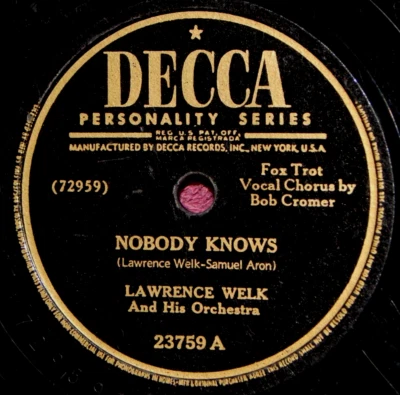 DECCA
PERSONALITY SERIES
REG. U.S. PAT. OFF.
MARCA REGISTRADA
MANUFACTURED BY DECCA RECORDS, INC., NEW YORK, U.S.A.
(72959)
Fox Trot
Vocal Chorus by
Bob Cromer
NOBODY KNOWS
(Lawrence Welk-Samuel Aron)
LAWRENCE WELK
And His Orchestra
23759 A